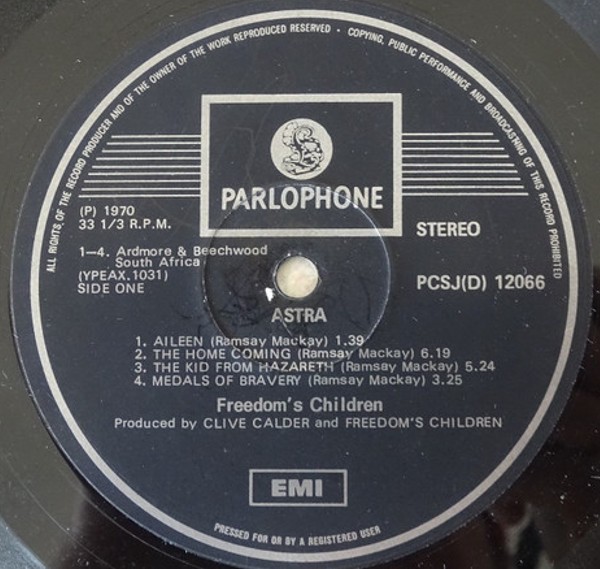 ALL RIGHTS OF THE RECORD PRODUCER AND OF THE OWNER OF THE WORK REPRODUCED RESERVED · COPYING, PUBLIC PERFORMANCE AND BROADCASTING OF THIS RECORD PROHIBITED
PARLOPHONE
(P) 1970
33 1/3 R.P.M.
STEREO
1—4. Ardmore & Beechwood
South Africa
(YPEAX.1031)
SIDE ONE
PCSJ(D) 12066
ASTRA
1. AILEEN (Ramsay Mackay) 1.39
2. THE HOME COMING (Ramsay Mackay) 6.19
3. THE KID FROM HAZARETH (Ramsay Mackay) 5.24
4. MEDALS OF BRAVERY (Ramsay Mackay) 3.25
Freedom's Children
Produced by CLIVE CALDER and FREEDOM'S CHILDREN
EMI
PRESSED FOR OR BY A REGISTERED USER